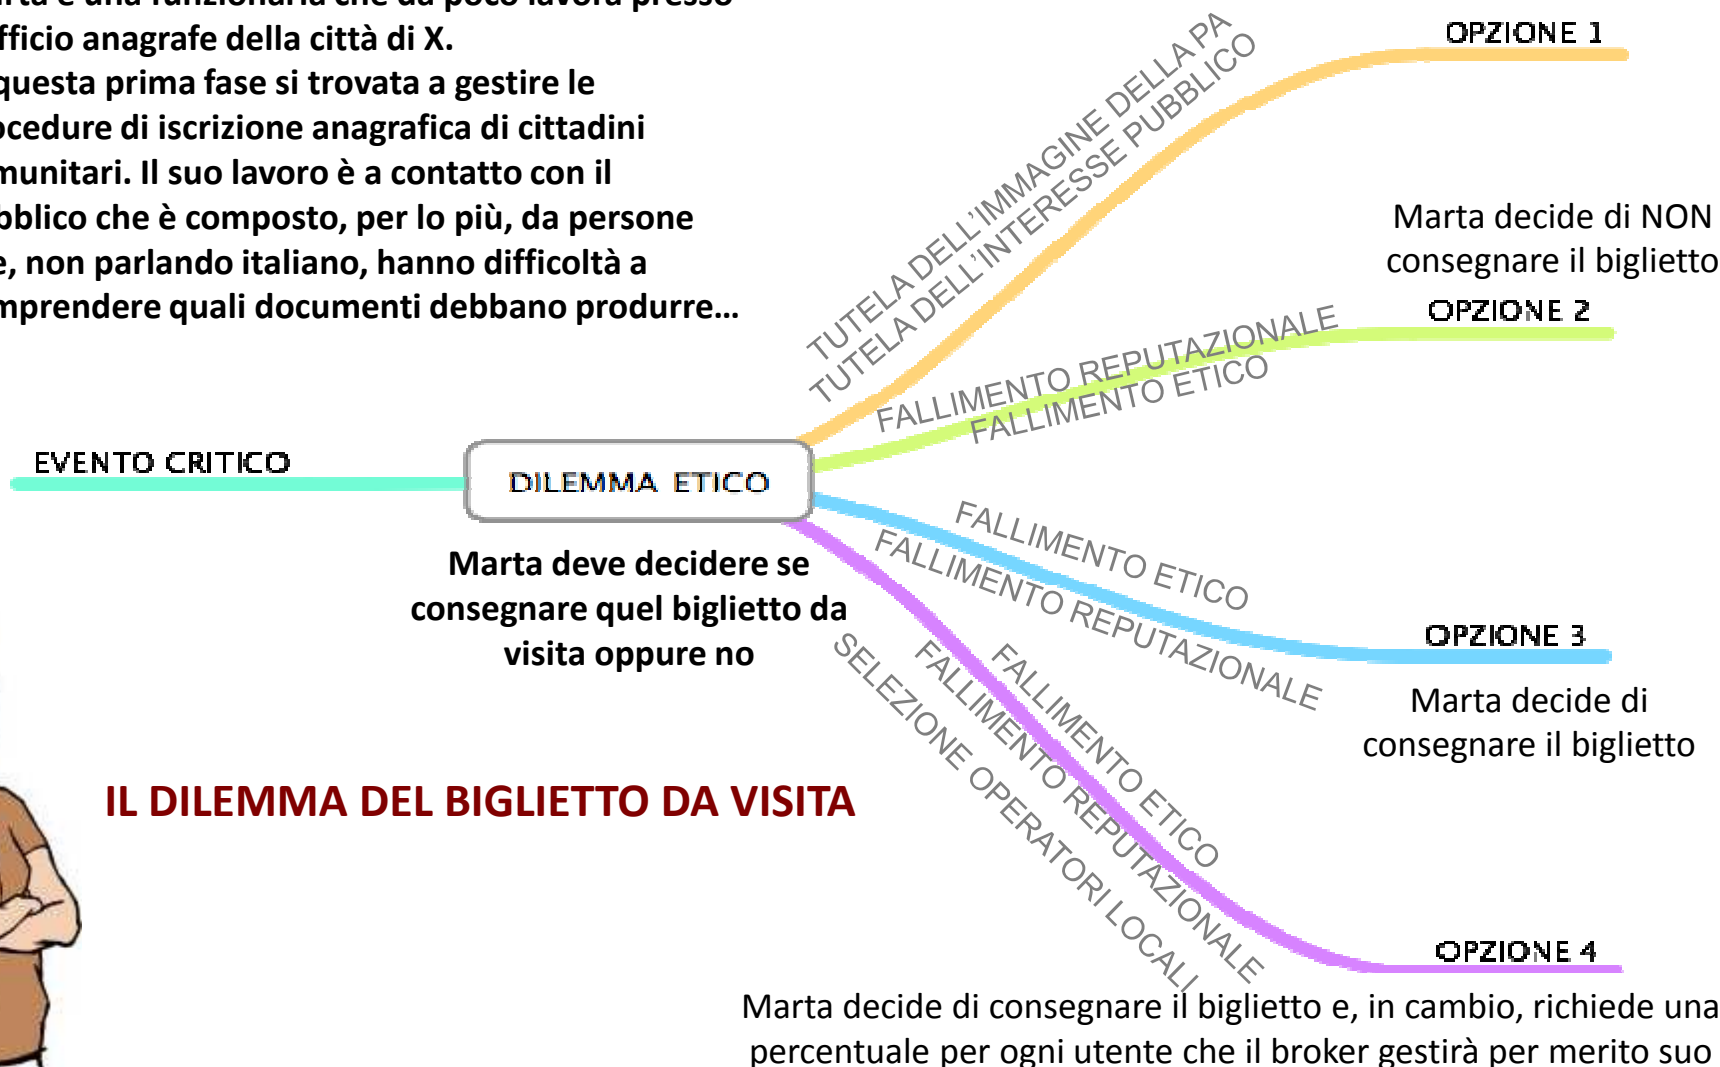 arta è una funzionaria che da poco lavora presso
fficio anagrafe della città di X.
questa prima fase si trovata a gestire le
ocedure di iscrizione anagrafica di cittadini
munitari. Il suo lavoro è a contatto con il
bblico che è composto, per lo più, da persone
e, non parlando italiano, hanno difficoltà a
mprendere quali documenti debbano produrre…
EVENTO CRITICO
DILEMMA ETICO
Marta deve decidere se
consegnare quel biglietto da
visita oppure no
IL DILEMMA DEL BIGLIETTO DA VISITA
TUTELA DELL'IMMAGINE DELLA PA
TUTELA DELL'INTERESSE PUBBLICO
OPZIONE 1
Marta decide di NON
consegnare il biglietto
FALLIMENTO REPUTAZIONALE
FALLIMENTO ETICO
OPZIONE 2
FALLIMENTO ETICO
FALLIMENTO REPUTAZIONALE
OPZIONE 3
Marta decide di
consegnare il biglietto
FALLIMENTO ETICO
FALLIMENTO REPUTAZIONALE
SELEZIONE OPERATORI LOCALI
OPZIONE 4
Marta decide di consegnare il biglietto e, in cambio, richiede una
percentuale per ogni utente che il broker gestirà per merito suo